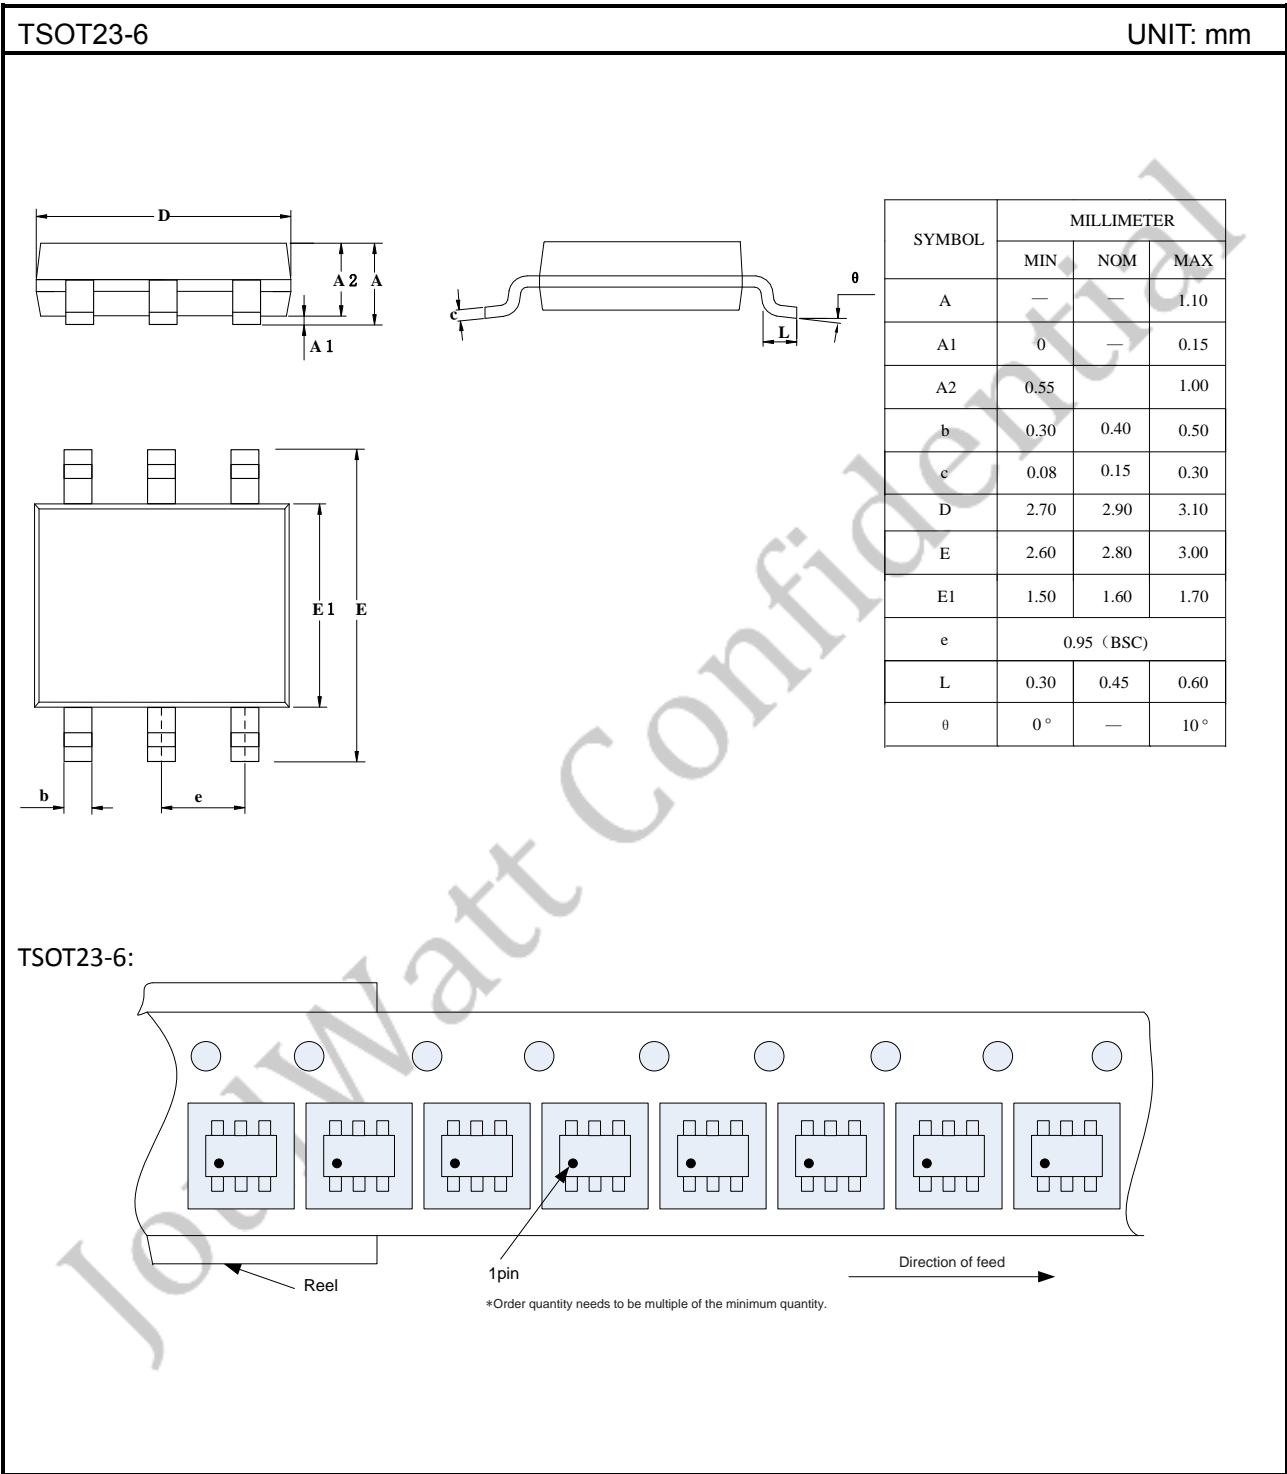 TSOT23-6 UNIT: mm
D
A2 A
A1
c
L
θ
SYMBOL MILLIMETER
MIN NOM MAX
A — — 1.10
A1 0 — 0.15
A2 0.55 1.00
b 0.30 0.40 0.50
c 0.08 0.15 0.30
D 2.70 2.90 3.10
E 2.60 2.80 3.00
E1 1.50 1.60 1.70
e 0.95（BSC)
L 0.30 0.45 0.60
θ 0° — 10°
E1 E
b e
TSOT23-6:
Reel
1pin
Direction of feed
*Order quantity needs to be multiple of the minimum quantity.
JoulWatt Confidential